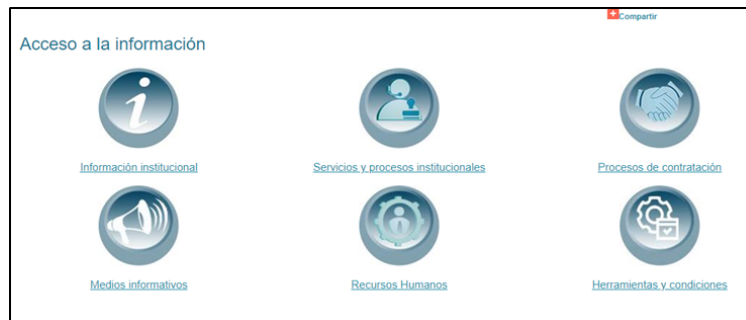 Compartir
Acceso a la información
Información institucional
Servicios y procesos institucionales
Procesos de contratación
Medios informativos
Recursos Humanos
Herramientas y condiciones